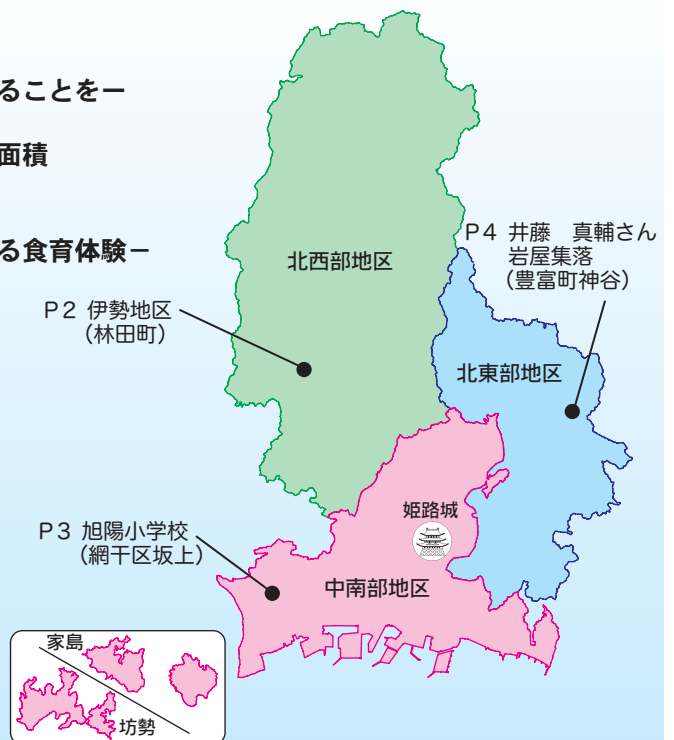 ることをー
面積
る食育体験－
北西部地区
P4 井藤　真輔さん
岩屋集落
（豊富町神谷）
P2 伊勢地区
（林田町）
北東部地区
姫路城
P3 旭陽小学校
（網干区坂上）
中南部地区
家島
坊勢